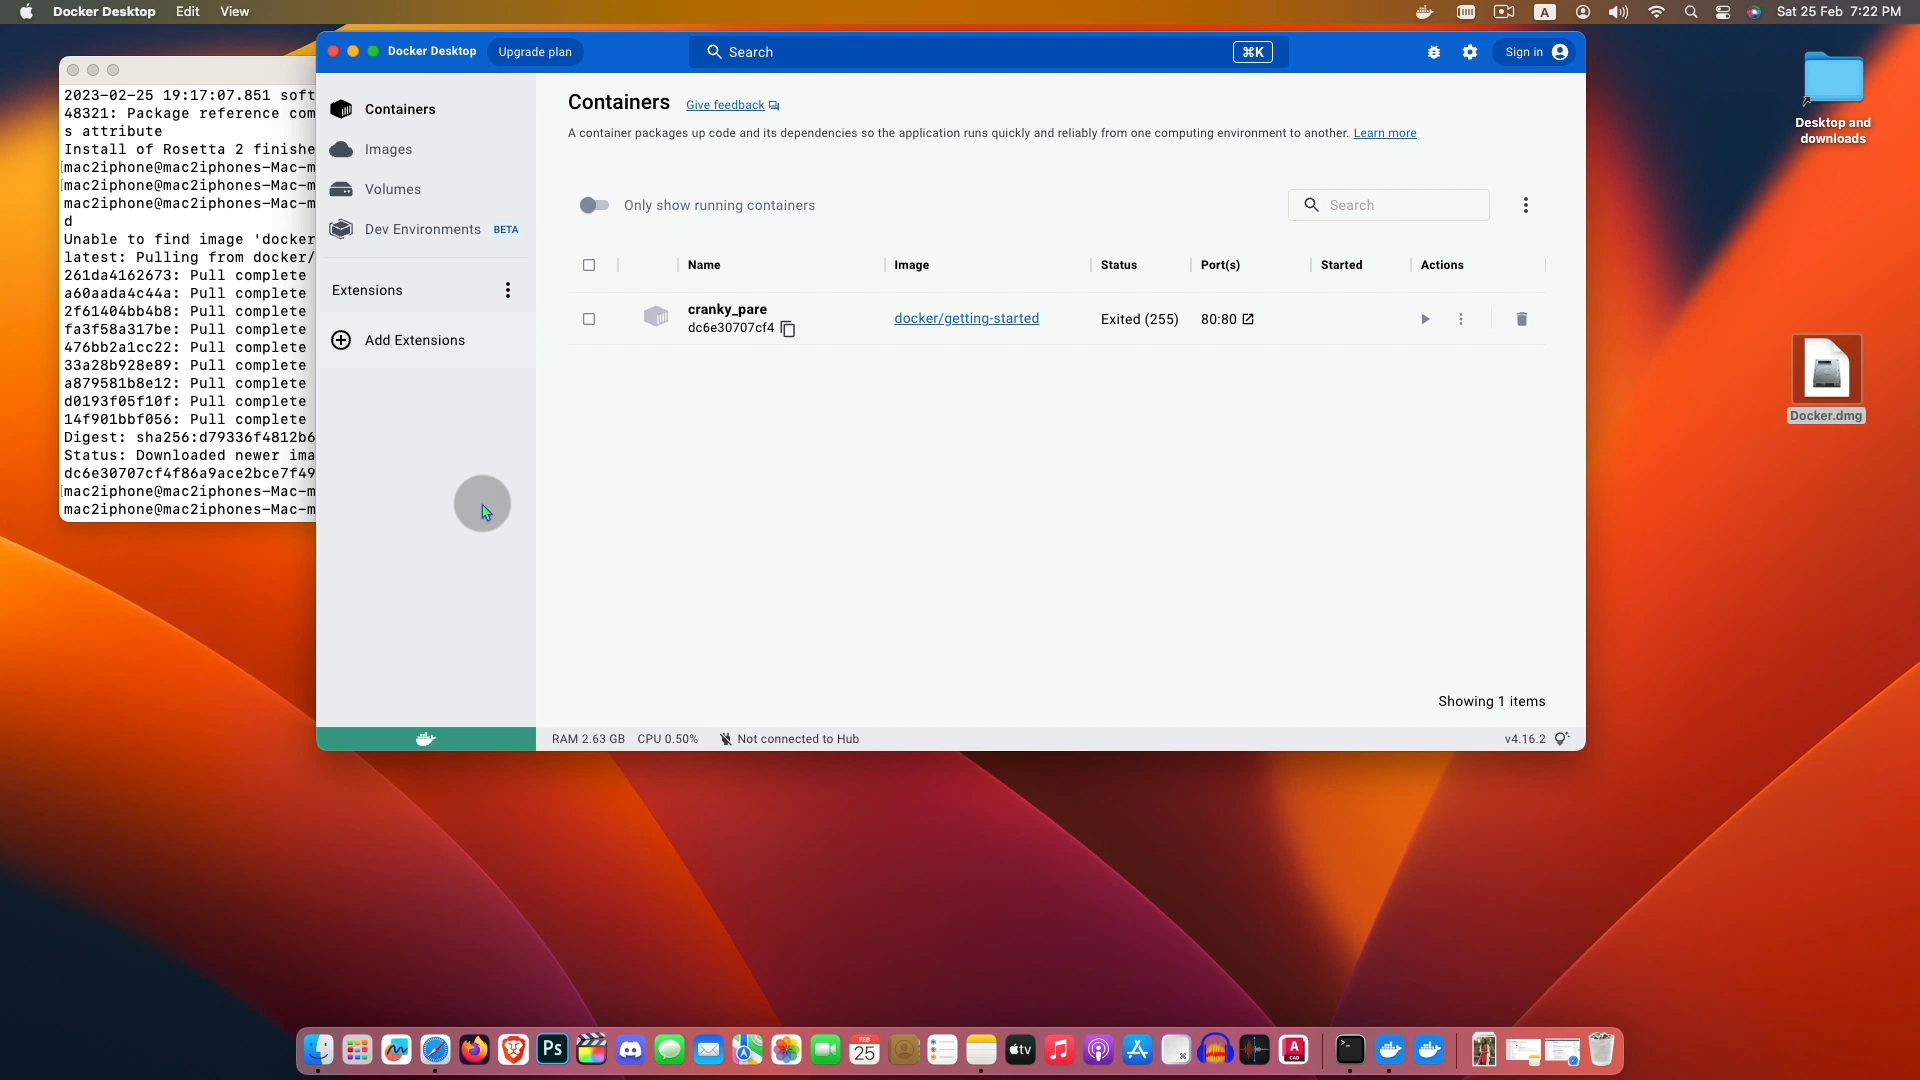 Docker Desktop Edit View
A Sat 25 Feb 7:22 PM
2023-02-25 19:17:07.851 soft
48321: Package reference com
s attribute
Install of Rosetta 2 finishe
[mac2iphone@mac2iphones-Mac-m
[mac2iphone@mac2iphones-Mac-m
mac2iphone@mac2iphones-Mac-m
d
Unable to find image 'docker
latest: Pulling from docker/
261da4162673: Pull complete
a60aada4c44a: Pull complete
2f61404bb4b8: Pull complete
fa3f58a317be: Pull complete
476bb2a1cc22: Pull complete
33a28b928e89: Pull complete
a879581b8e12: Pull complete
d0193f05f10f: Pull complete
14f901bbf056: Pull complete
Digest: sha256:d79336f4812b6
Status: Downloaded newer ima
dc6e30707cf4f86a9ace2bce7f49
[mac2iphone@mac2iphones-Mac-m
mac2iphone@mac2iphones-Mac-m
Docker Desktop Upgrade plan
Search ⌘K
Sign in
Containers
Images
Volumes
Dev Environments BETA
Extensions
Add Extensions
Containers Give feedback
A container packages up code and its dependencies so the application runs quickly and reliably from one computing environment to another. Learn more
Only show running containers
Search
Name Image Status Port(s) Started Actions
cranky_pare
dc6e30707cf4
docker/getting-started Exited (255) 80:80
Showing 1 items
RAM 2.63 GB CPU 0.50% Not connected to Hub
v4.16.2
Desktop and
downloads
Docker.dmg
Ps
FEB
25
tv
A
CAD